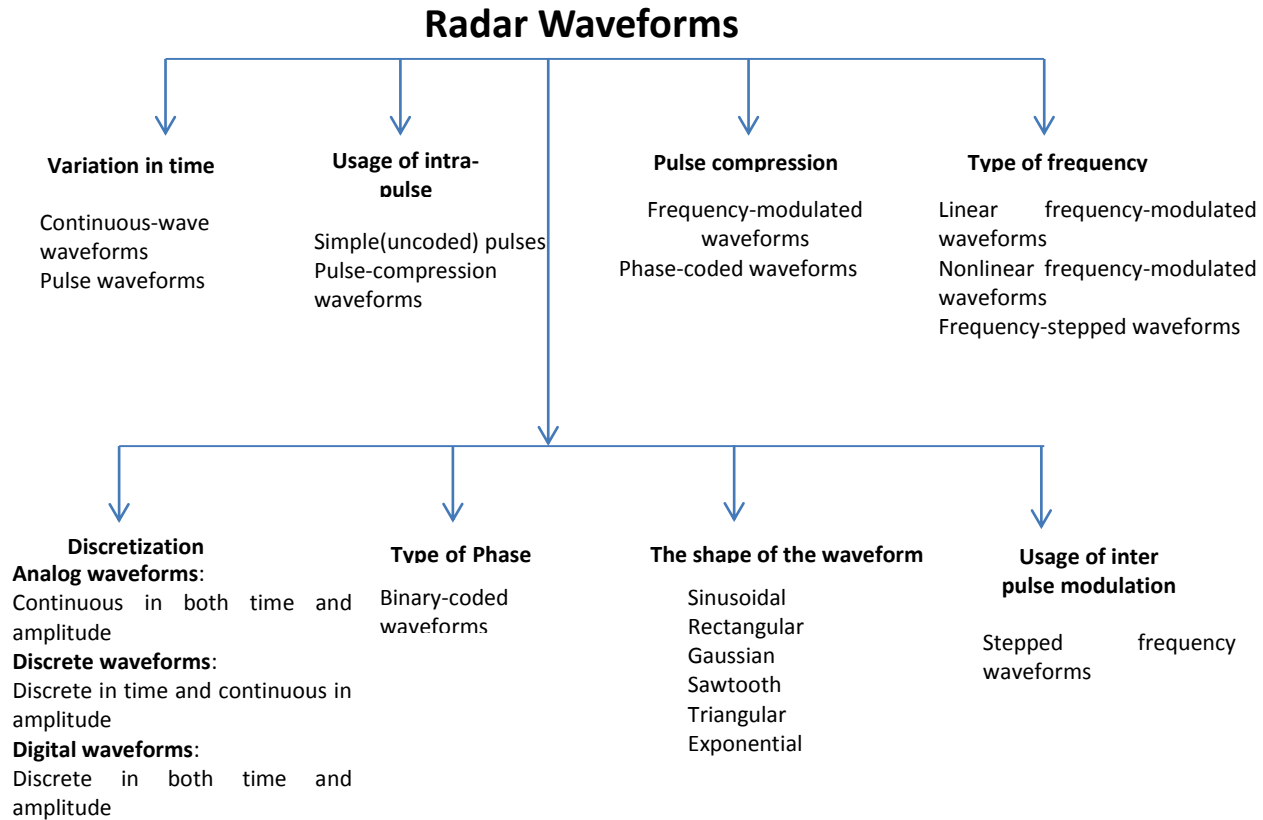 Radar Waveforms
Variation in time
Continuous-wave
waveforms
Pulse waveforms
Usage of intra-
pulse
Simple(uncoded) pulses
Pulse-compression
waveforms
Pulse compression
Frequency-modulated
waveforms
Phase-coded waveforms
Type of frequency
Linear frequency-modulated
waveforms
Nonlinear frequency-modulated
waveforms
Frequency-stepped waveforms
Discretization
Analog waveforms:
Continuous in both time and
amplitude
Discrete waveforms:
Discrete in time and continuous in
amplitude
Digital waveforms:
Discrete in both time and
amplitude
Type of Phase
Binary-coded
waveforms
The shape of the waveform
Sinusoidal
Rectangular
Gaussian
Sawtooth
Triangular
Exponential
Usage of inter
pulse modulation
Stepped frequency
waveforms